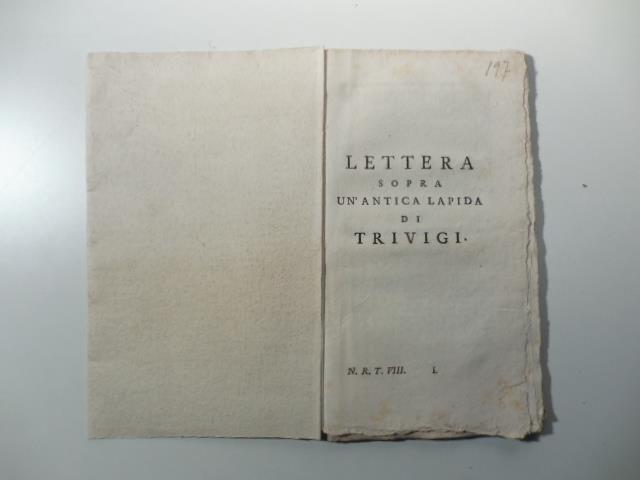 197
LETTERA
SOPRA
UN' ANTICA LAPIDA
DI
TRIVIGI.
N. R. T. VIII. I.